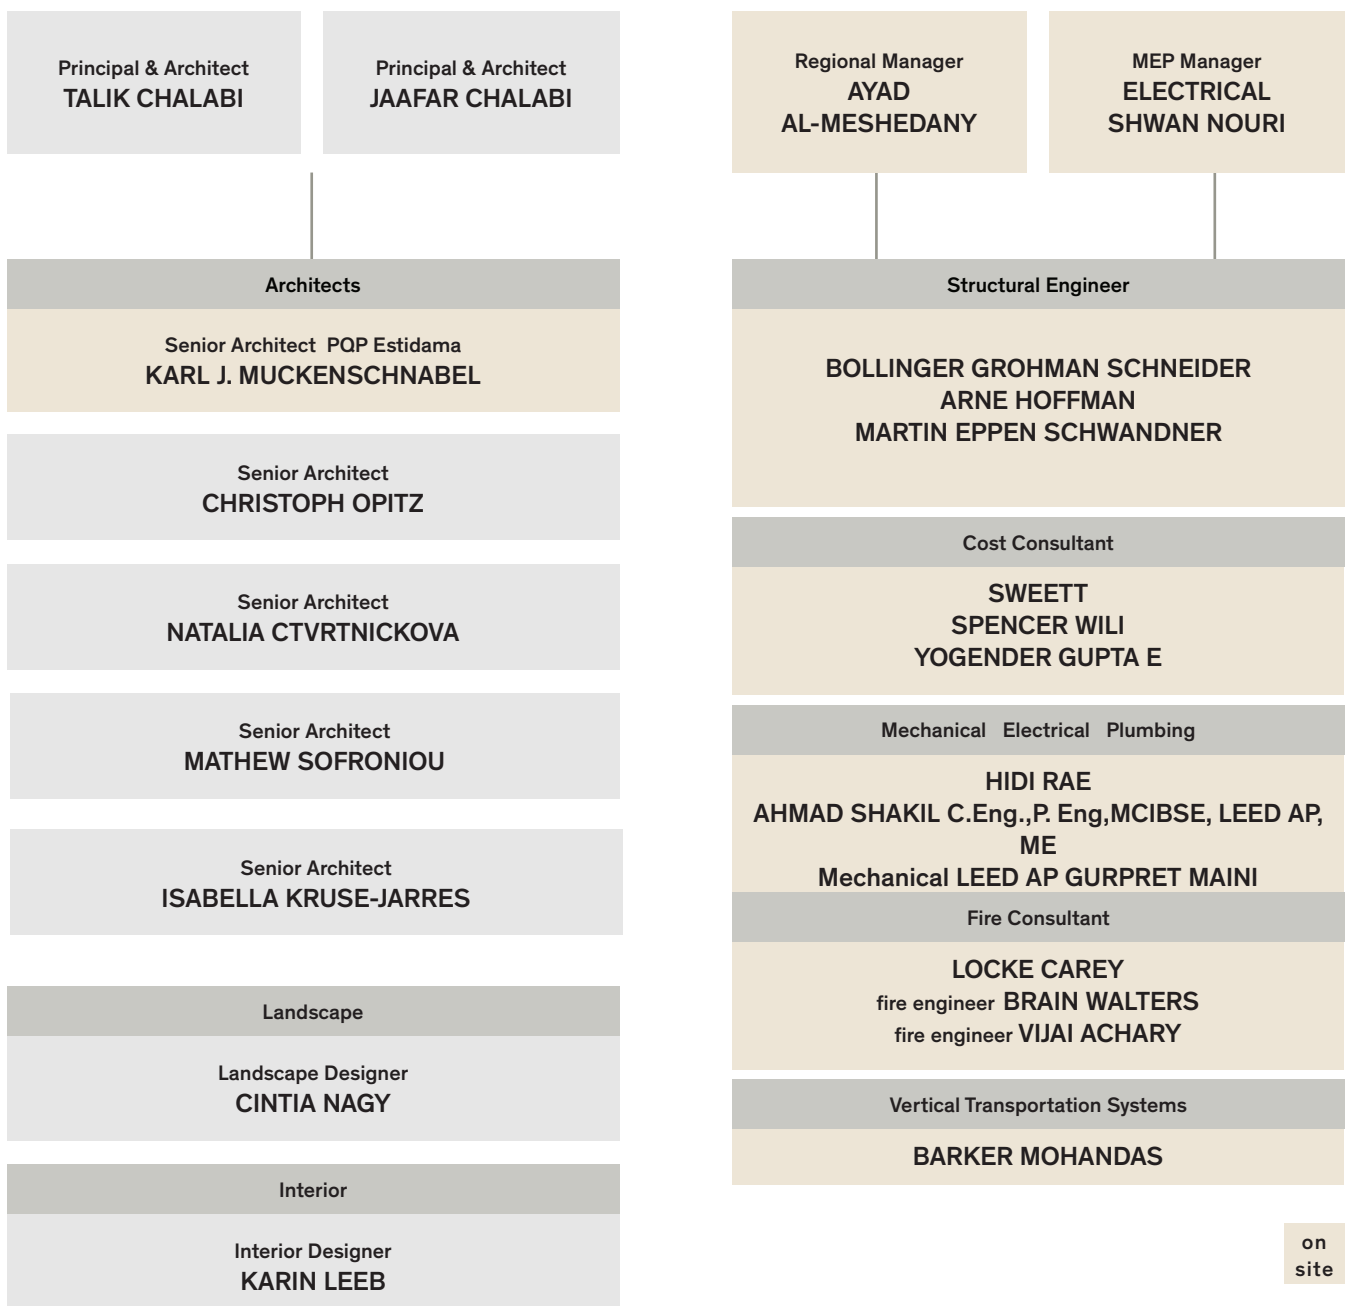 Principal & Architect
TALIK CHALABI
Principal & Architect
JAAFAR CHALABI
Architects
Senior Architect PQP Estidama
KARL J. MUCKENSCHNABEL
Senior Architect
CHRISTOPH OPITZ
Senior Architect
NATALIA CTVRTNICKOVA
Senior Architect
MATHEW SOFRONIOU
Senior Architect
ISABELLA KRUSE-JARRES
Landscape
Landscape Designer
CINTIA NAGY
Interior
Interior Designer
KARIN LEEB
Regional Manager
AYAD
AL-MESHEDANY
MEP Manager
ELECTRICAL
SHWAN NOURI
Structural Engineer
BOLLINGER GROHMAN SCHNEIDER
ARNE HOFFMAN
MARTIN EPPEN SCHWANDNER
Cost Consultant
SWEETT
SPENCER WILI
YOGENDER GUPTA E
Mechanical Electrical Plumbing
HIDI RAE
AHMAD SHAKIL C.Eng.,P. Eng,MCIBSE, LEED AP,
ME
Mechanical LEED AP GURPRET MAINI
Fire Consultant
LOCKE CAREY
fire engineer BRAIN WALTERS
fire engineer VIJAI ACHARY
Vertical Transportation Systems
BARKER MOHANDAS
on
site